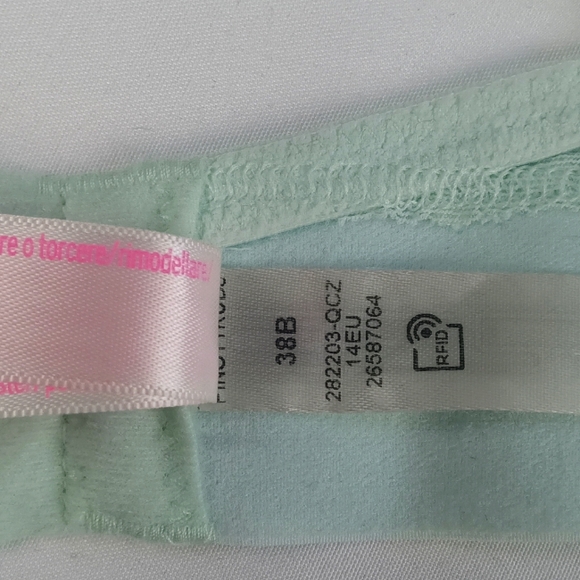 re o torcere/rimodellare
38B
282203-QCZ
14EU
26587064
RFID